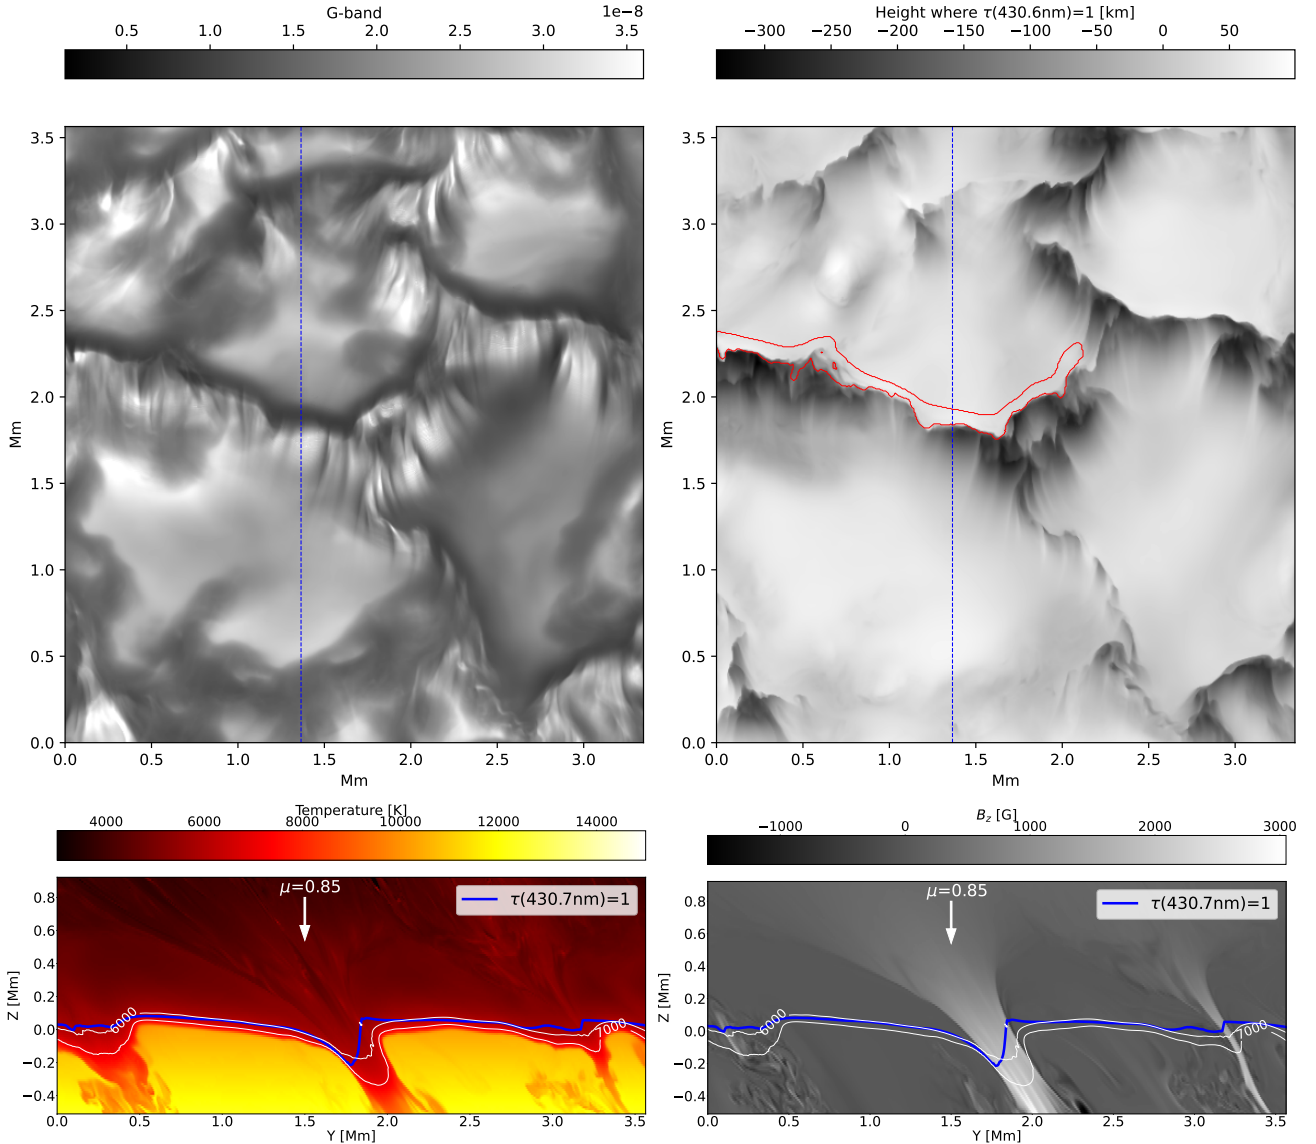 G-band
1e−8
0.5 1.0 1.5 2.0 2.5 3.0 3.5
Height where τ(430.6nm)=1 [km]
−300 −250 −200 −150 −100 −50 0 50
3.5
3.0
2.5
2.0
1.5
1.0
0.5
0.0
Mm
0.0 0.5 1.0 1.5 2.0 2.5 3.0
Mm
3.5
3.0
2.5
2.0
1.5
1.0
0.5
0.0
Mm
0.0 0.5 1.0 1.5 2.0 2.5 3.0
Mm
Temperature [K]
4000 6000 8000 10000 12000 14000
B_z [G]
−1000 0 1000 2000 3000
μ=0.85
τ(430.7nm)=1
6000
7000
0.8
0.6
0.4
0.2
0.0
−0.2
−0.4
Z [Mm]
0.0 0.5 1.0 1.5 2.0 2.5 3.0 3.5
Y [Mm]
μ=0.85
τ(430.7nm)=1
6000
7000
0.8
0.6
0.4
0.2
0.0
−0.2
−0.4
Z [Mm]
0.0 0.5 1.0 1.5 2.0 2.5 3.0 3.5
Y [Mm]